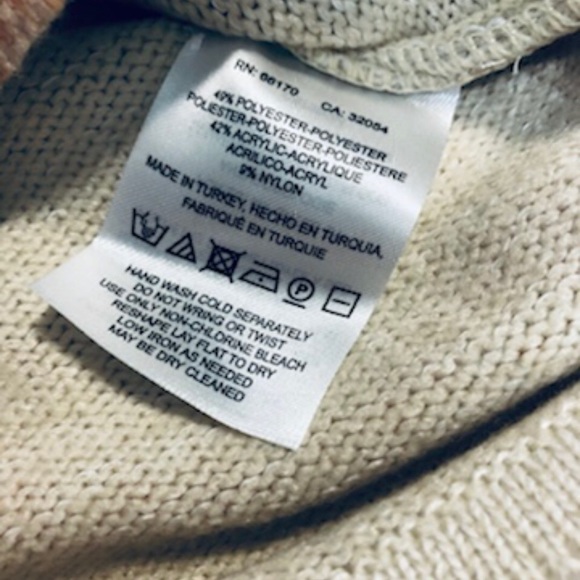 RN: 66170 CA: 32054
49% POLYESTER-POLYESTER
POLIESTER-POLYESTER-POLIESTERE
42% ACRYLIC-ACRYLIQUE
ACRILICO-ACRYL
9% NYLON
MADE IN TURKEY, HECHO EN TURQUIA,
FABRIQUÉ EN TURQUIE
P
HAND WASH COLD SEPARATELY
DO NOT WRING OR TWIST
USE ONLY NON-CHLORINE BLEACH
RESHAPE LAY FLAT TO DRY
LOW IRON AS NEEDED
MAY BE DRY CLEANED